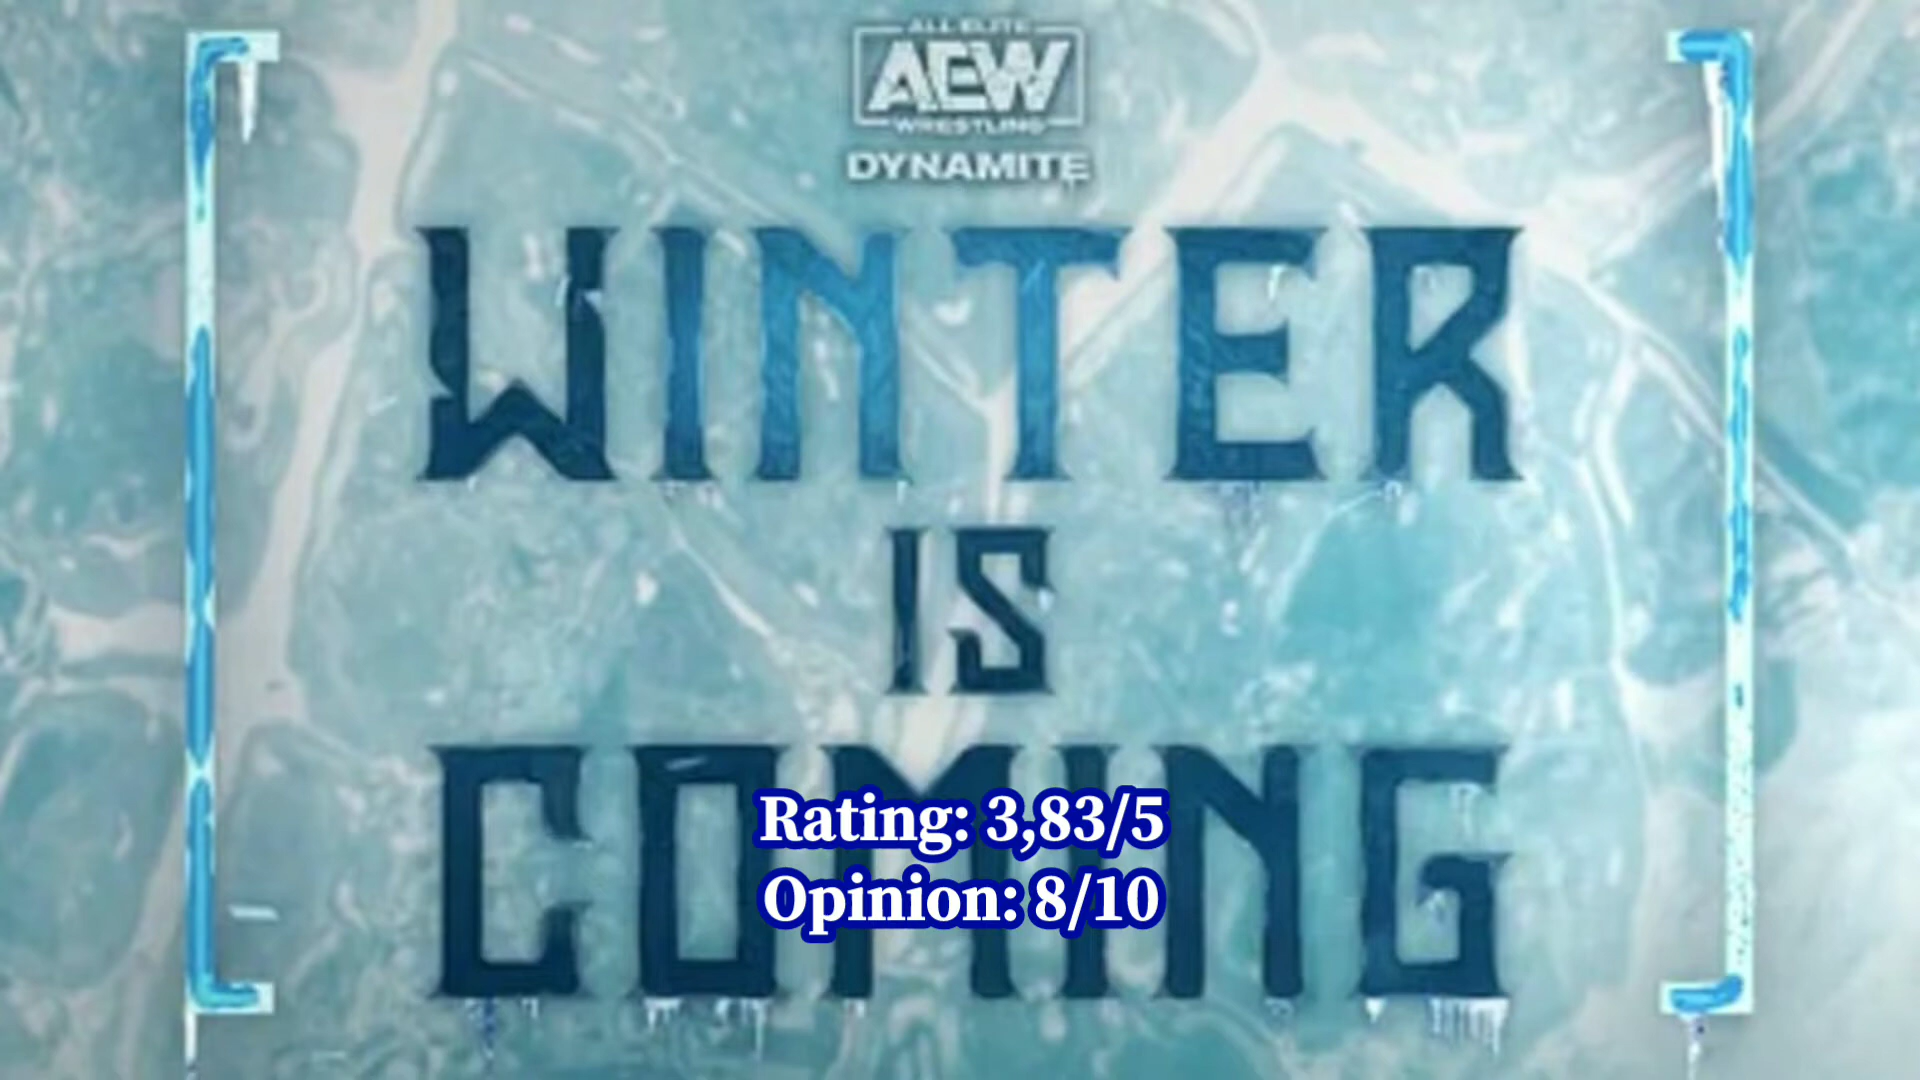 ALL ELITE
AEW
WRESTLING
DYNAMITE
WINTER
IS
COMING
Rating: 3,83/5
Opinion: 8/10